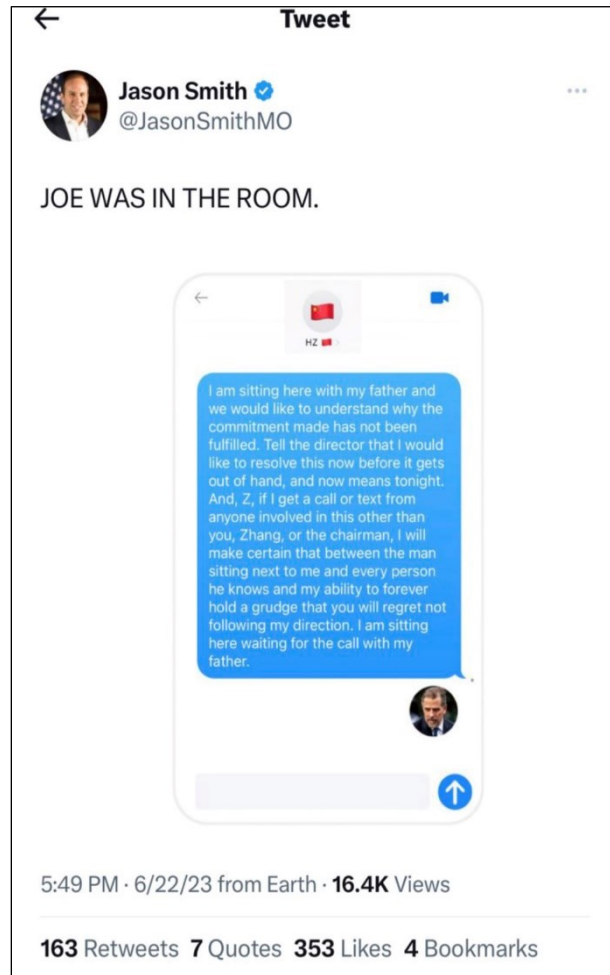 Tweet
Jason Smith
@JasonSmithMO
JOE WAS IN THE ROOM.
HZ 🇨🇳
I am sitting here with my father and
we would like to understand why the
commitment made has not been
fulfilled. Tell the director that I would
like to resolve this now before it gets
out of hand, and now means tonight.
And, Z, if I get a call or text from
anyone involved in this other than
you, Zhang, or the chairman, I will
make certain that between the man
sitting next to me and every person
he knows and my ability to forever
hold a grudge that you will regret not
following my direction. I am sitting
here waiting for the call with my
father.
5:49 PM · 6/22/23 from Earth · 16.4K Views
163 Retweets 7 Quotes 353 Likes 4 Bookmarks